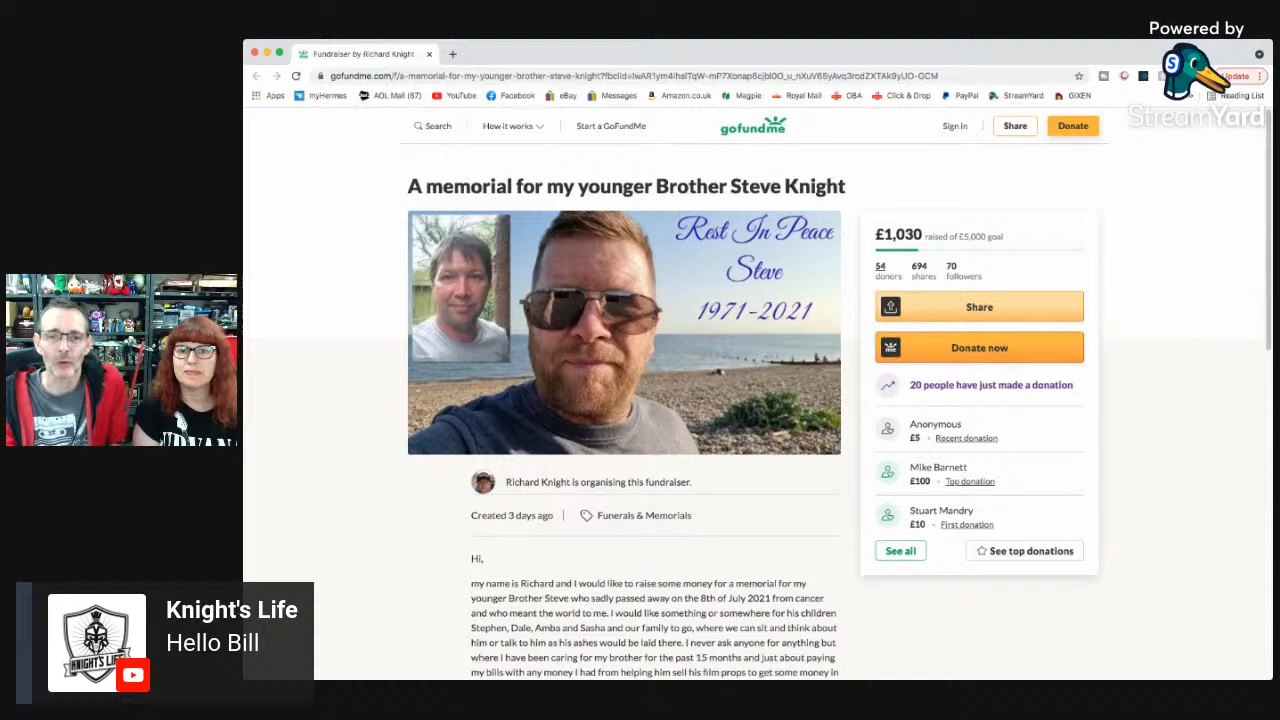 Powered by
StreamYard
Fundraiser by Richard Knight
gofundme.com/f/a-memorial-for-my-younger-brother-steve-knight?fbclid=IwAR1ym4IhslTqW-mP7Xonap6cjbl0O_u_nXuV65yAvq3rcdZXTAk9yUO-GCM
Update
Apps myHermes AOL Mail (67) YouTube Facebook eBay Messages Amazon.co.uk Magpie Royal Mail OBA Click & Drop PayPal StreamYard GIXEN Reading List
Search How it works Start a GoFundMe gofundme Sign in Share Donate
A memorial for my younger Brother Steve Knight
Rest In Peace
Steve
1971-2021
£1,030 raised of £5,000 goal
54 694 70
donors shares followers
Share
Donate now
20 people have just made a donation
Anonymous
£5 • Recent donation
Mike Barnett
£100 • Top donation
Stuart Mandry
£10 • First donation
See all See top donations
Richard Knight is organising this fundraiser.
Created 3 days ago Funerals & Memorials
Hi,
my name is Richard and I would like to raise some money for a memorial for my
younger Brother Steve who sadly passed away on the 8th of July 2021 from cancer
and who meant the world to me. I would like something or somewhere for his children
Stephen, Dale, Amba and Sasha and our family to go, where we can sit and think about
him or talk to him as his ashes would be laid there. I never ask anyone for anything but
where I have been caring for my brother for the past 15 months and just about paying
my bills with any money I had from helping him sell his film props to get some money in
KNIGHT'S LIFE
Knight's Life
Hello Bill